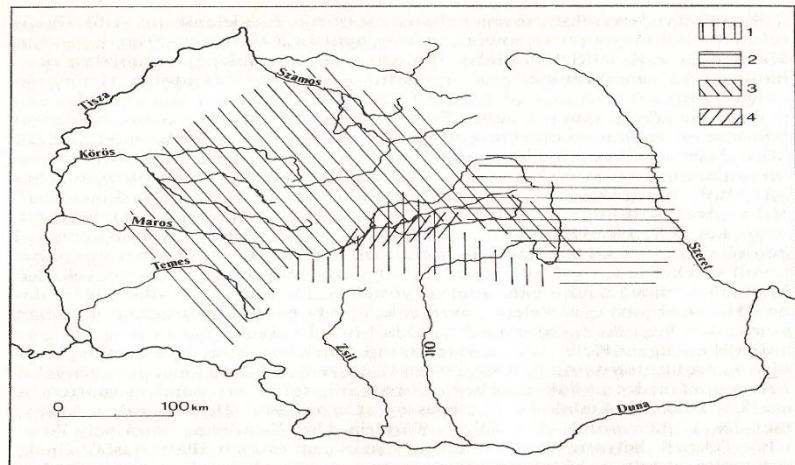 1
2
3
4
Tisza
Szamos
Körös
Maros
Temes
Szeret
Zsil
Olt
Duna
0 100 km